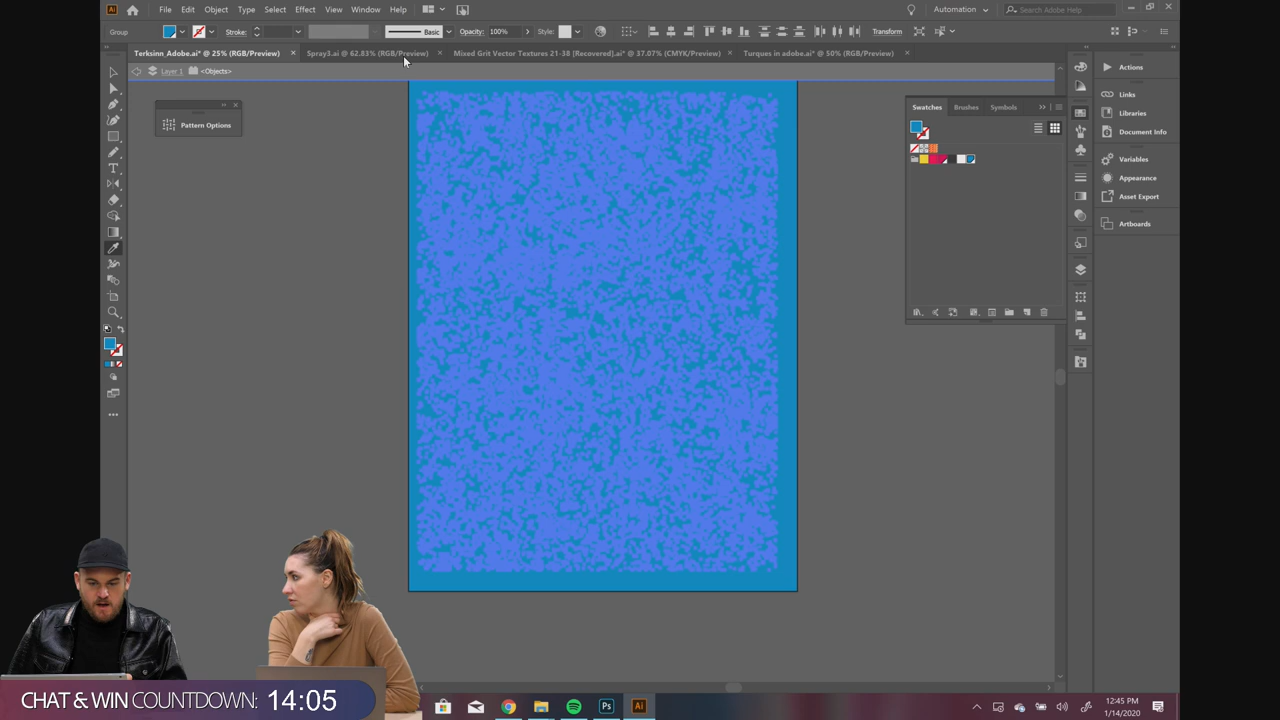 Ai File Edit Object Type Select Effect View Window Help Automation Search Adobe Help
Group Stroke: Basic Opacity: 100% Style: Transform
Terksinn_Adobe.ai* @ 25% (RGB/Preview) × Spray3.ai @ 62.83% (RGB/Preview) × Mixed Grit Vector Textures 21-38 [Recovered].ai* @ 37.07% (CMYK/Preview) × Turques in adobe.ai* @ 50% (RGB/Preview) ×
Layer 1 <Objects>
Pattern Options
Swatches Brushes Symbols
Actions
Links
Libraries
Document Info
Variables
Appearance
Asset Export
Artboards
CHAT & WIN COUNTDOWN: 14:05
Ps Ai
12:45 PM
1/14/2020